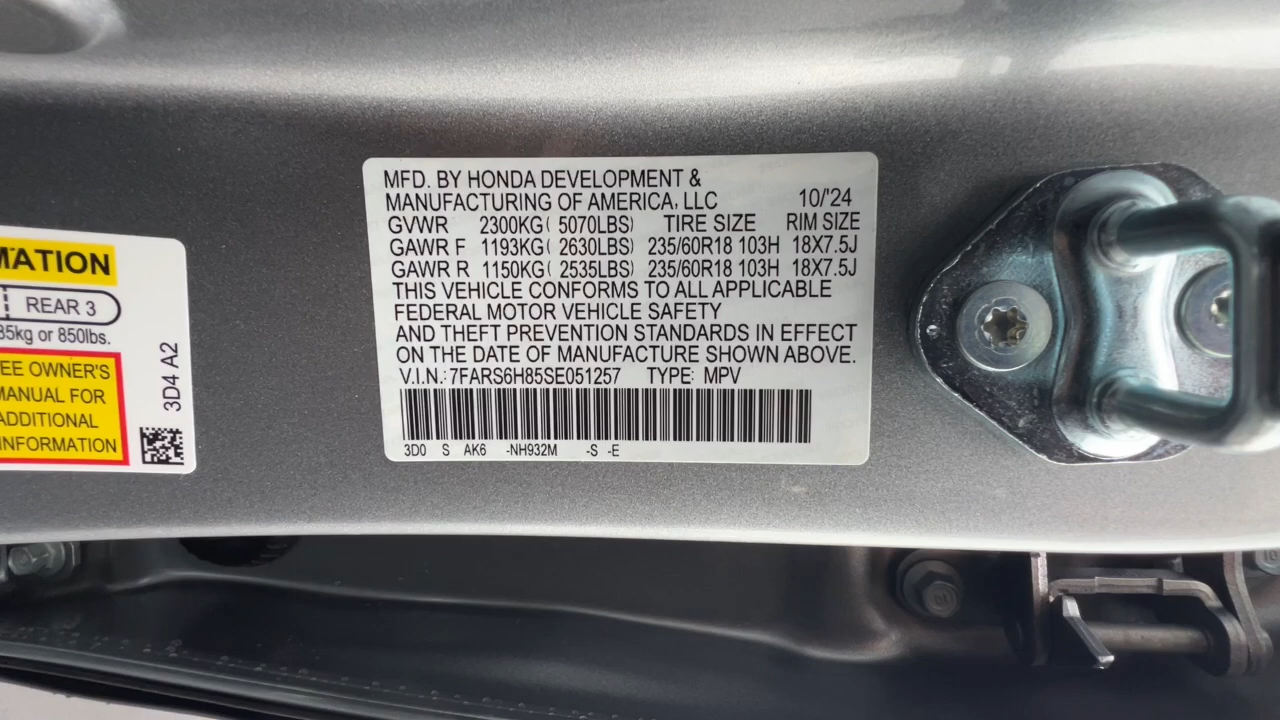 MATION
REAR 3
85kg or 850lbs.
EE OWNER'S
MANUAL FOR
ADDITIONAL
INFORMATION
3D4 A2
MFD. BY HONDA DEVELOPMENT &
MANUFACTURING OF AMERICA, LLC 10/'24
GVWR 2300KG( 5070LBS) TIRE SIZE RIM SIZE
GAWR F 1193KG( 2630LBS) 235/60R18 103H 18X7.5J
GAWR R 1150KG( 2535LBS) 235/60R18 103H 18X7.5J
THIS VEHICLE CONFORMS TO ALL APPLICABLE
FEDERAL MOTOR VEHICLE SAFETY
AND THEFT PREVENTION STANDARDS IN EFFECT
ON THE DATE OF MANUFACTURE SHOWN ABOVE.
V.I.N.: 7FARS6H85SE051257 TYPE: MPV
3D0 S AK6 -NH932M -S -E